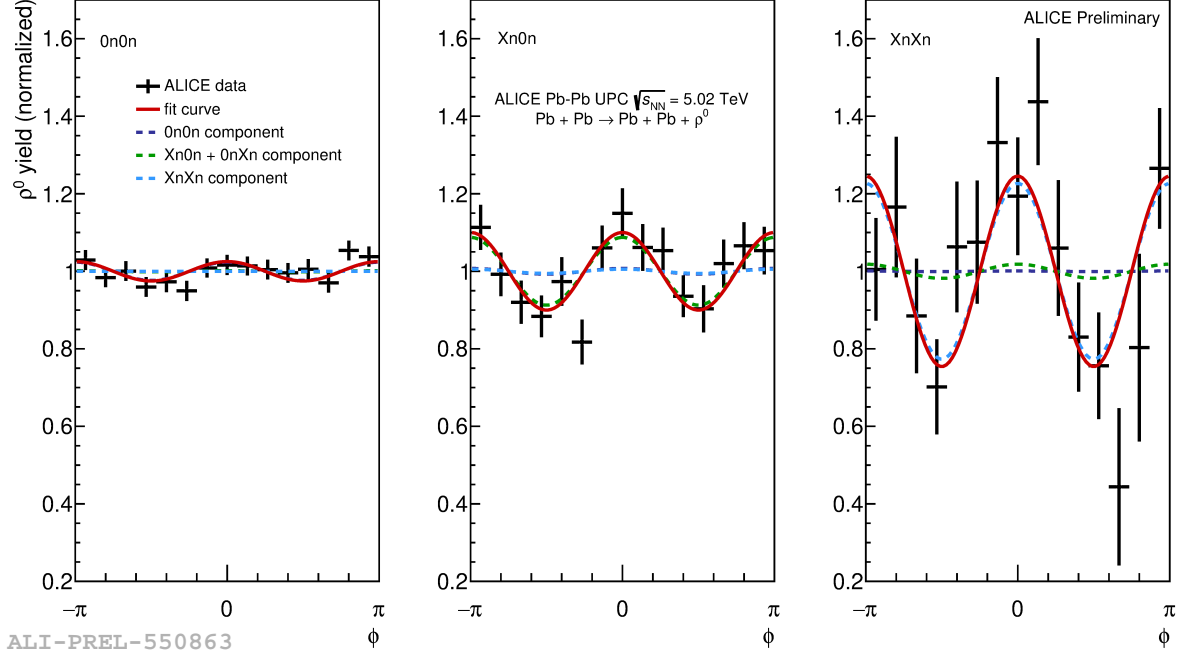 ρ⁰ yield (normalized)
1.6
1.4
1.2
1
0.8
0.6
0.4
0.2
−π
0
π
ϕ
0n0n
ALICE data
fit curve
0n0n component
Xn0n + 0nXn component
XnXn component
1.6
1.4
1.2
1
0.8
0.6
0.4
0.2
−π
0
π
ϕ
Xn0n
ALICE Pb-Pb UPC √s_NN = 5.02 TeV
Pb + Pb → Pb + Pb + ρ⁰
1.6
1.4
1.2
1
0.8
0.6
0.4
0.2
−π
0
π
ϕ
ALICE Preliminary
XnXn
ALI-PREL-550863